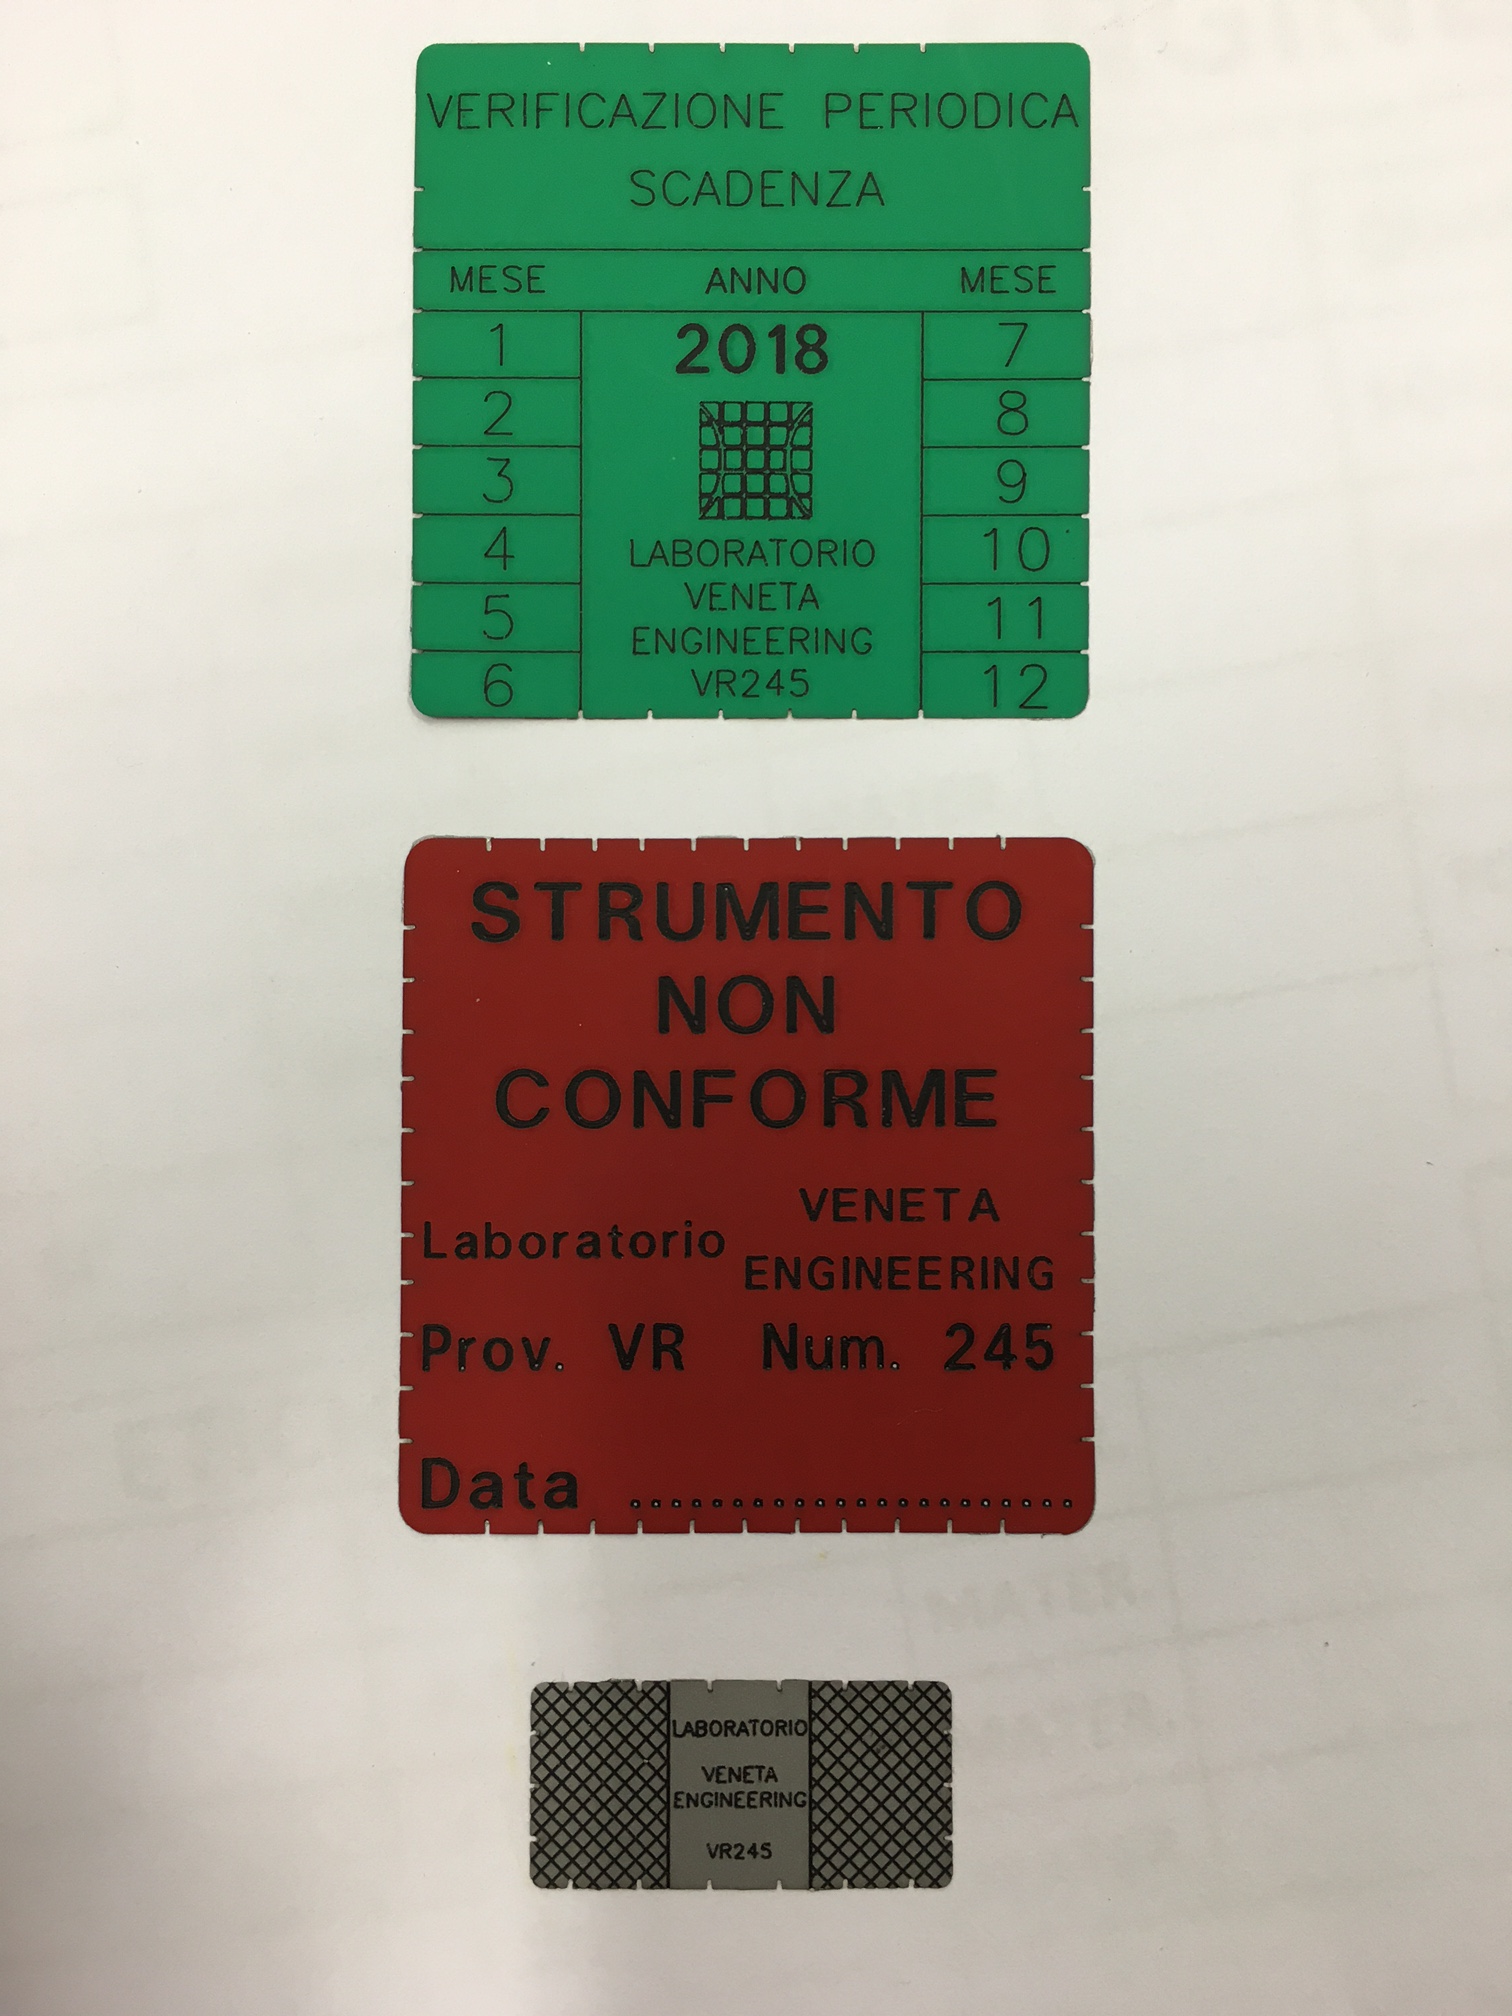 VERIFICAZIONE PERIODICA
SCADENZA
MESE ANNO MESE
1 2018 7
2 8
3 9
4 10
5 11
6 12
LABORATORIO
VENETA
ENGINEERING
VR245
STRUMENTO
NON
CONFORME
Laboratorio VENETA
ENGINEERING
Prov. VR Num. 245
Data ......................
LABORATORIO
VENETA
ENGINEERING
VR245